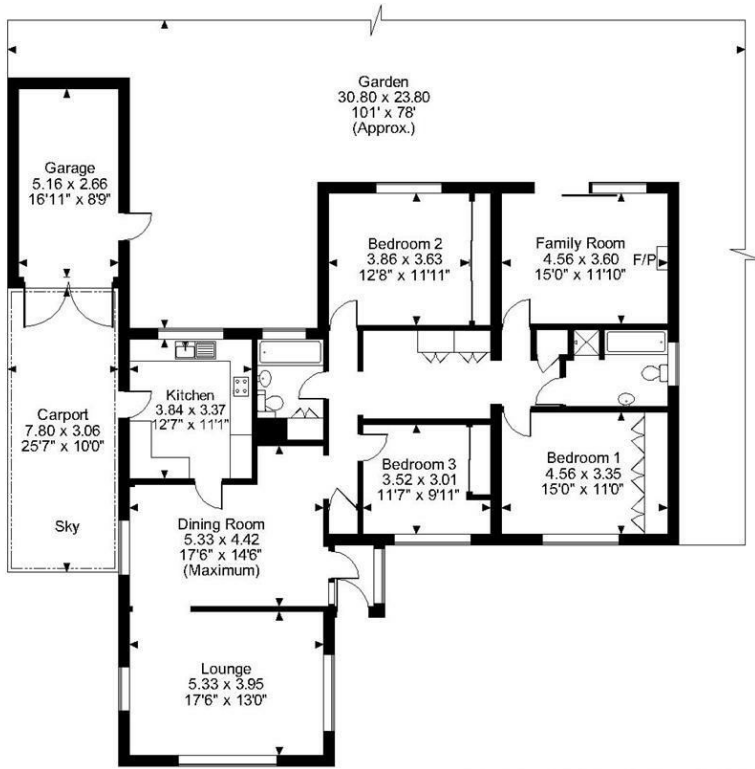 Garden
30.80 x 23.80
101' x 78'
(Approx.)
Garage
5.16 x 2.66
16'11" x 8'9"
Bedroom 2
3.86 x 3.63
12'8" x 11'11"
Family Room
4.56 x 3.60
15'0" x 11'10"
F/P
Carport
7.80 x 3.06
25'7" x 10'0"
Sky
Kitchen
3.84 x 3.37
12'7" x 11'1"
Bedroom 3
3.52 x 3.01
11'7" x 9'11"
Bedroom 1
4.56 x 3.35
15'0" x 11'0"
Dining Room
5.33 x 4.42
17'6" x 14'6"
(Maximum)
Lounge
5.33 x 3.95
17'6" x 13'0"